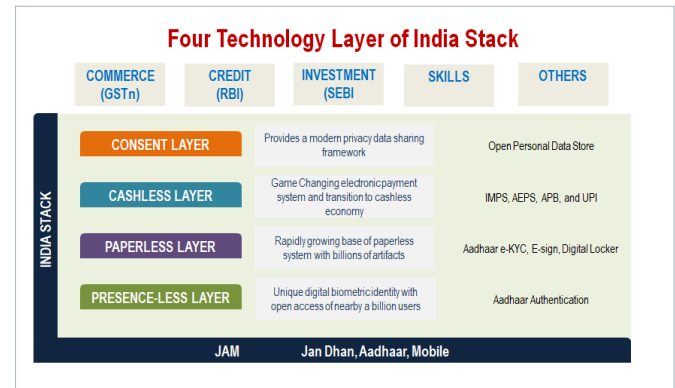 Four Technology Layer of India Stack
COMMERCE
(GSTn)
CREDIT
(RBI)
INVESTMENT
(SEBI
SKILLS
OTHERS
INDIA STACK
CONSENT LAYER
Provides a modern privacy data sharing
framework
Open Personal Data Store
CASHLESS LAYER
Game Changing electronic payment
system and transition to cashless
economy
IMPS, AEPS, APB, and UPI
PAPERLESS LAYER
Rapidly growing base of paperless
system with billions of artifacts
Aadhaar e-KYC, E-sign, Digital Locker
PRESENCE-LESS LAYER
Unique digital biometric identity with
open access of nearby a billion users
Aadhaar Authentication
JAM
Jan Dhan, Aadhaar, Mobile